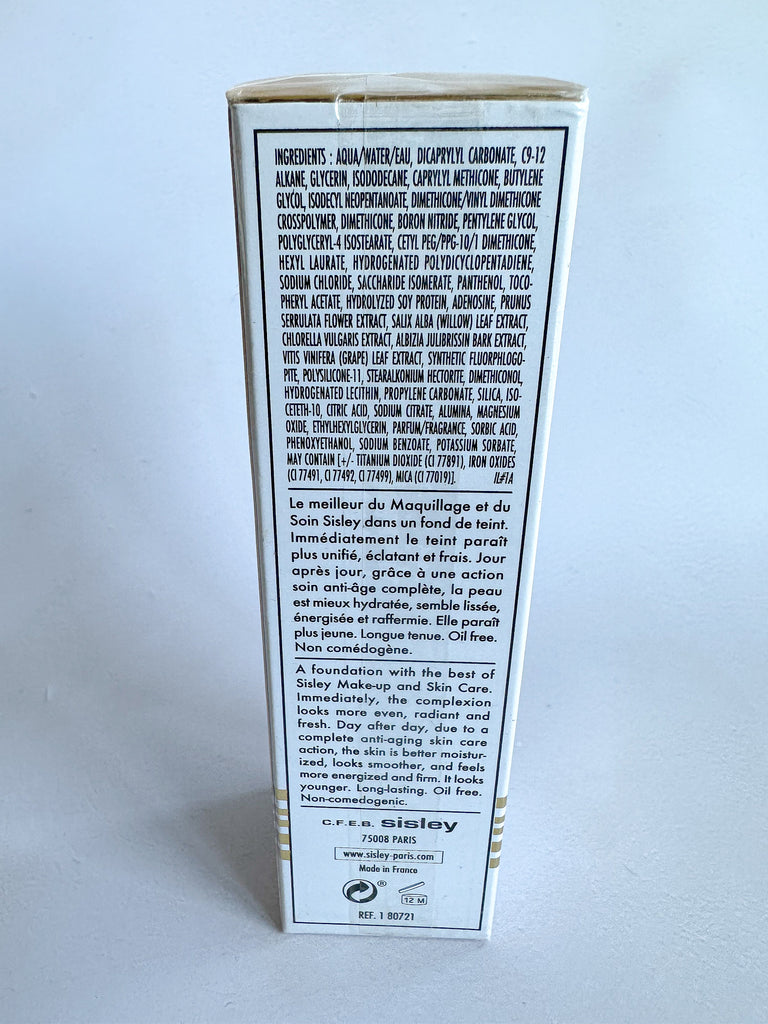 INGREDIENTS : AQUA/WATER/EAU, DICAPRYLYL CARBONATE, C9-12
ALKANE, GLYCERIN, ISODODECANE, CAPRYLYL METHICONE, BUTYLENE
GLYCOL, ISODECYL NEOPENTANOATE, DIMETHICONE/VINYL DIMETHICONE
CROSSPOLYMER, DIMETHICONE, BORON NITRIDE, PENTYLENE GLYCOL,
POLYGLYCERYL-4 ISOSTEARATE, CETYL PEG/PPG-10/1 DIMETHICONE,
HEXYL LAURATE, HYDROGENATED POLYDICYCLOPENTADIENE,
SODIUM CHLORIDE, SACCHARIDE ISOMERATE, PANTHENOL, TOCO-
PHERYL ACETATE, HYDROLYZED SOY PROTEIN, ADENOSINE, PRUNUS
SERRULATA FLOWER EXTRACT, SALIX ALBA (WILLOW) LEAF EXTRACT,
CHLORELLA VULGARIS EXTRACT, ALBIZIA JULIBRISSIN BARK EXTRACT,
VITIS VINIFERA (GRAPE) LEAF EXTRACT, SYNTHETIC FLUORPHLOGO-
PITE, POLYSILICONE-11, STEARALKONIUM HECTORITE, DIMETHICONOL,
HYDROGENATED LECITHIN, PROPYLENE CARBONATE, SILICA, ISO-
CETETH-10, CITRIC ACID, SODIUM CITRATE, ALUMINA, MAGNESIUM
OXIDE, ETHYLHEXYLGLYCERIN, PARFUM/FRAGRANCE, SORBIC ACID,
PHENOXYETHANOL, SODIUM BENZOATE, POTASSIUM SORBATE,
MAY CONTAIN [+/- TITANIUM DIOXIDE (CI 77891), IRON OXIDES
(CI 77491, CI 77492, CI 77499), MICA (CI 77019)]. IL#1A
Le meilleur du Maquillage et du
Soin Sisley dans un fond de teint.
Immédiatement le teint paraît
plus unifié, éclatant et frais. Jour
après jour, grâce à une action
soin anti-âge complète, la peau
est mieux hydratée, semble lissée,
énergisée et raffermie. Elle paraît
plus jeune. Longue tenue. Oil free.
Non comédogène.
A foundation with the best of
Sisley Make-up and Skin Care.
Immediately, the complexion
looks more even, radiant and
fresh. Day after day, due to a
complete anti-aging skin care
action, the skin is better moistur-
ized, looks smoother, and feels
more energized and firm. It looks
younger. Long-lasting. Oil free.
Non-comedogenic.
C.F.E.B. sisley
75008 PARIS
www.sisley-paris.com
Made in France
® 12 M
REF. 1 80721